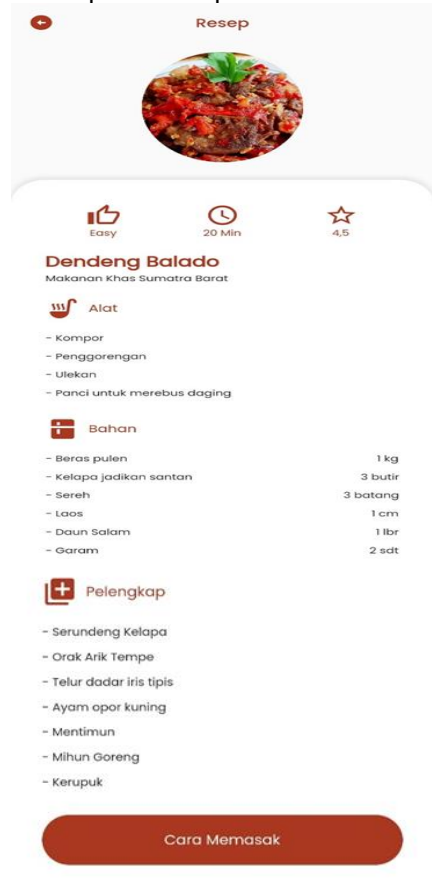 Resep
Easy
20 Min
4,5
Dendeng Balado
Makanan Khas Sumatra Barat
Alat
- Kompor
- Penggorengan
- Ulekan
- Panci untuk merebus daging
Bahan
- Beras pulen 1 kg
- Kelapa jadikan santan 3 butir
- Sereh 3 batang
- Laos 1 cm
- Daun Salam 1 lbr
- Garam 2 sdt
Pelengkap
- Serundeng Kelapa
- Orak Arik Tempe
- Telur dadar iris tipis
- Ayam opor kuning
- Mentimun
- Mihun Goreng
- Kerupuk
Cara Memasak